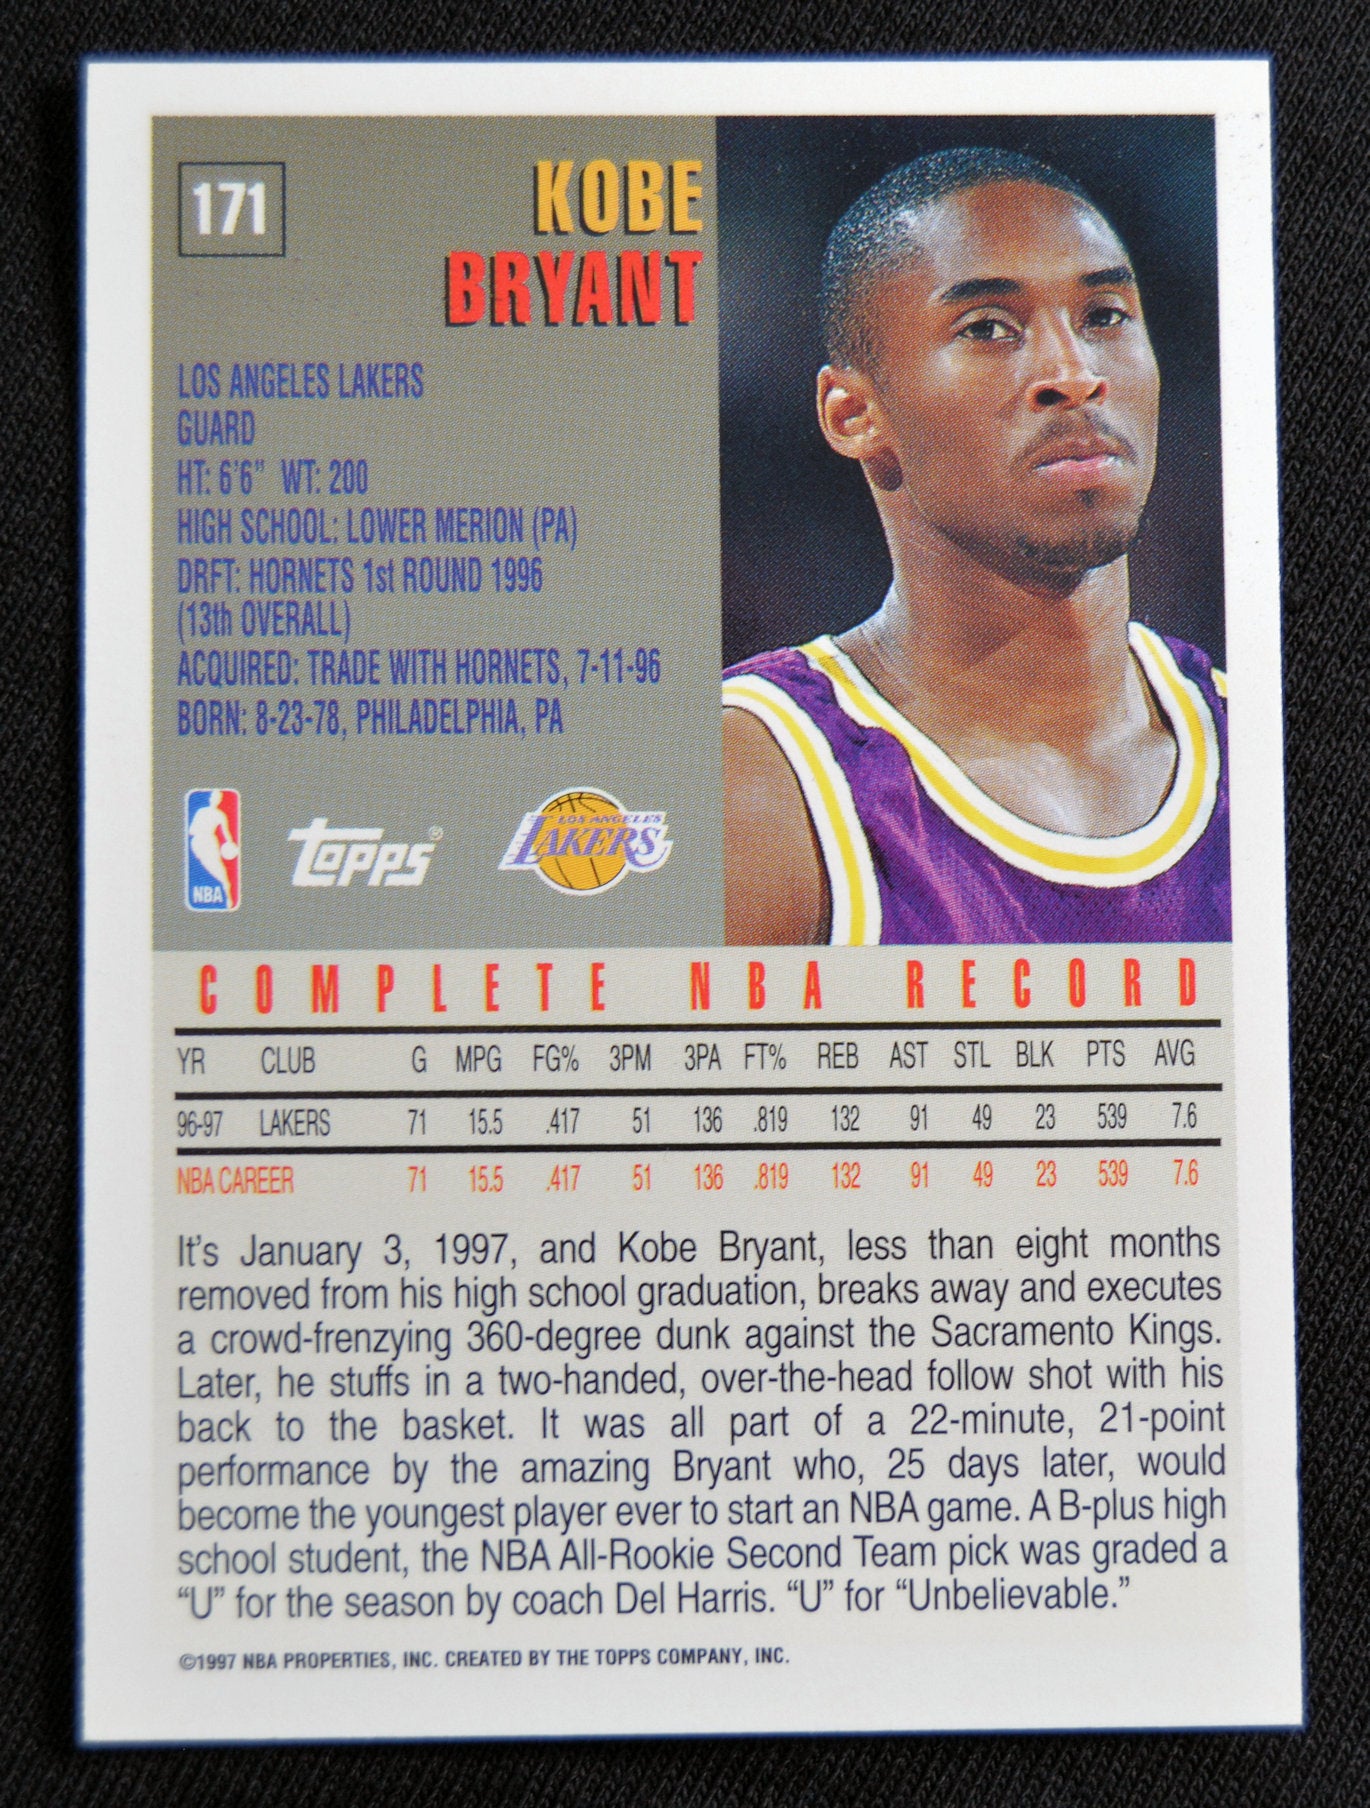 171
KOBE
BRYANT
LOS ANGELES LAKERS
GUARD
HT: 6'6" WT: 200
HIGH SCHOOL: LOWER MERION (PA)
DRFT: HORNETS 1st ROUND 1996
(13th OVERALL)
ACQUIRED: TRADE WITH HORNETS, 7-11-96
BORN: 8-23-78, PHILADELPHIA, PA
NBA
Topps®
LOS ANGELES
LAKERS
COMPLETE NBA RECORD
YR CLUB G MPG FG% 3PM 3PA FT% REB AST STL BLK PTS AVG
96-97 LAKERS 71 15.5 .417 51 136 .819 132 91 49 23 539 7.6
NBA CAREER 71 15.5 .417 51 136 .819 132 91 49 23 539 7.6
It's January 3, 1997, and Kobe Bryant, less than eight months
removed from his high school graduation, breaks away and executes
a crowd-frenzying 360-degree dunk against the Sacramento Kings.
Later, he stuffs in a two-handed, over-the-head follow shot with his
back to the basket. It was all part of a 22-minute, 21-point
performance by the amazing Bryant who, 25 days later, would
become the youngest player ever to start an NBA game. A B-plus high
school student, the NBA All-Rookie Second Team pick was graded a
“U” for the season by coach Del Harris. “U” for “Unbelievable.”
©1997 NBA PROPERTIES, INC. CREATED BY THE TOPPS COMPANY, INC.